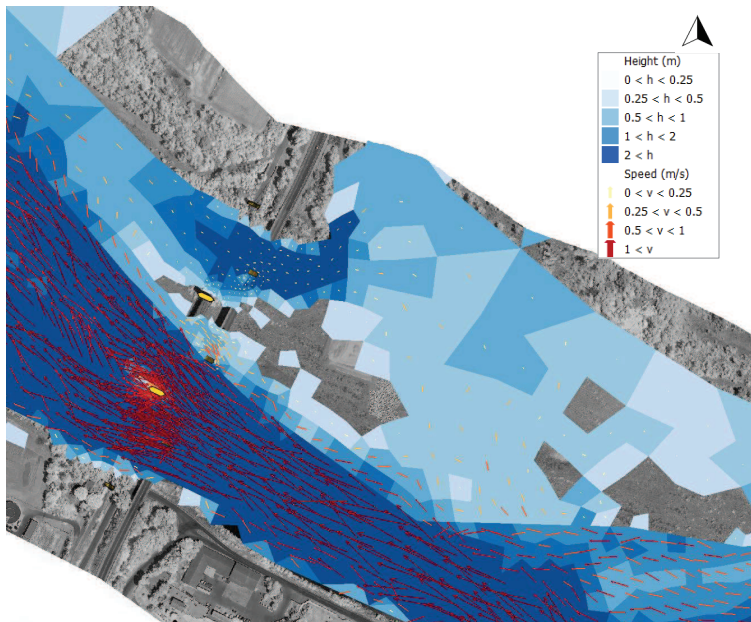 Height (m)
0 < h < 0.25
0.25 < h < 0.5
0.5 < h < 1
1 < h < 2
2 < h
Speed (m/s)
0 < v < 0.25
0.25 < v < 0.5
0.5 < v < 1
1 < v